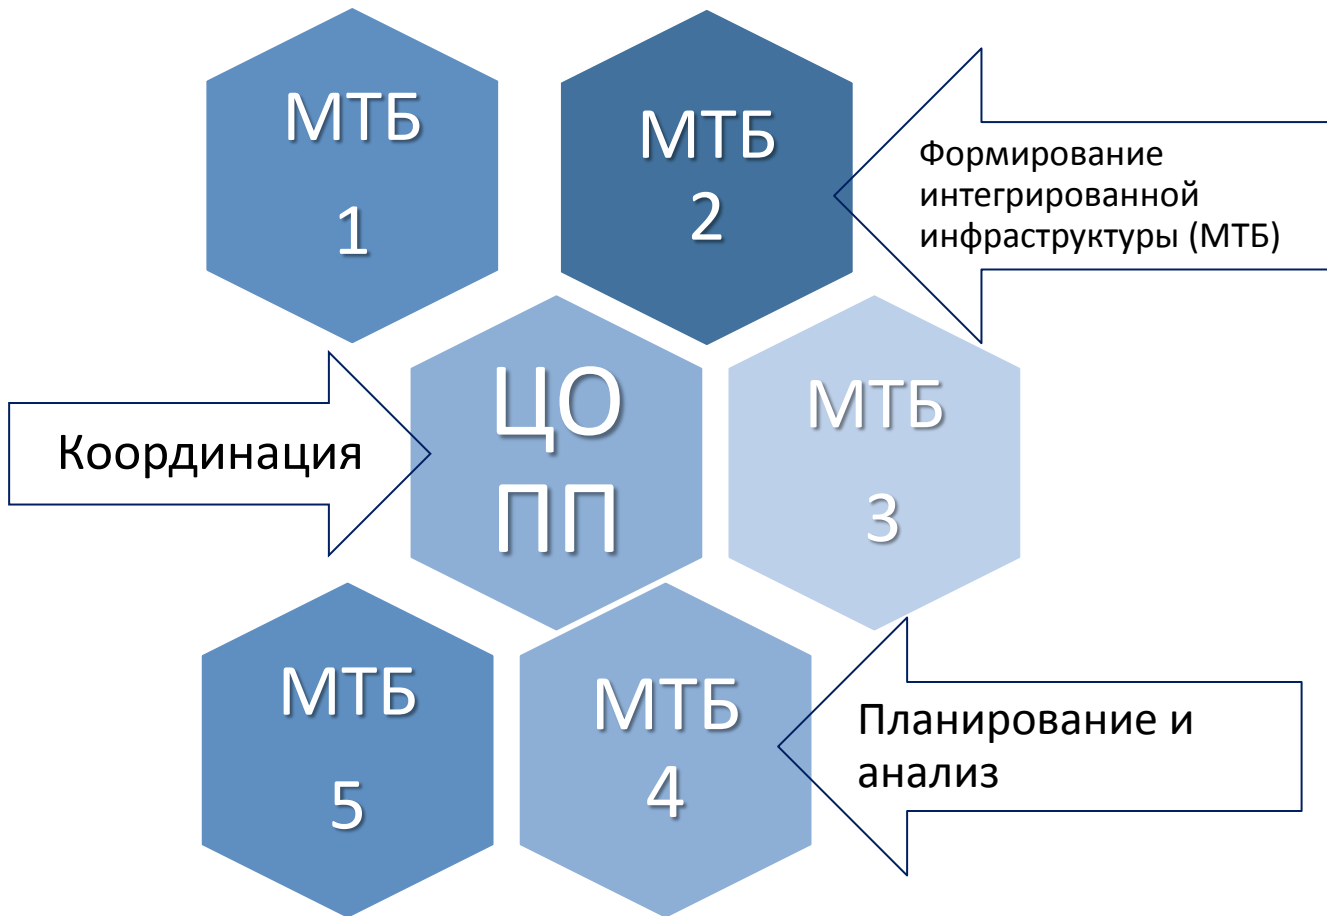 МТБ
1
МТБ
2
Формирование
интегрированной
инфраструктуры (МТБ)
Координация
ЦО
ПП
МТБ
3
МТБ
5
МТБ
4
Планирование и
анализ